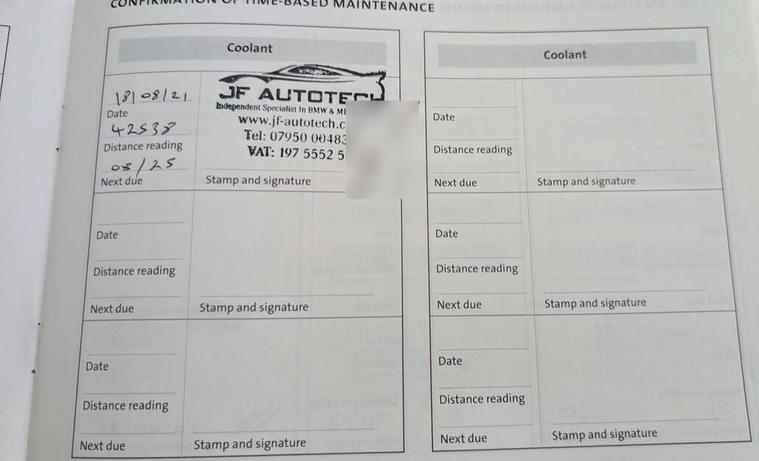 CONFIRMATION OF TIME-BASED MAINTENANCE
Coolant
18/08/21
Date
42538
Distance reading
08/25
Next due
JF AUTOTECH
Independent Specialist In BMW & MI
www.jf-autotech.c
Tel: 07950 00483
VAT: 197 5552 5
Stamp and signature
Date
Distance reading
Next due
Stamp and signature
Date
Distance reading
Next due
Stamp and signature
Coolant
Date
Distance reading
Next due
Stamp and signature
Date
Distance reading
Next due
Stamp and signature
Date
Distance reading
Next due
Stamp and signature